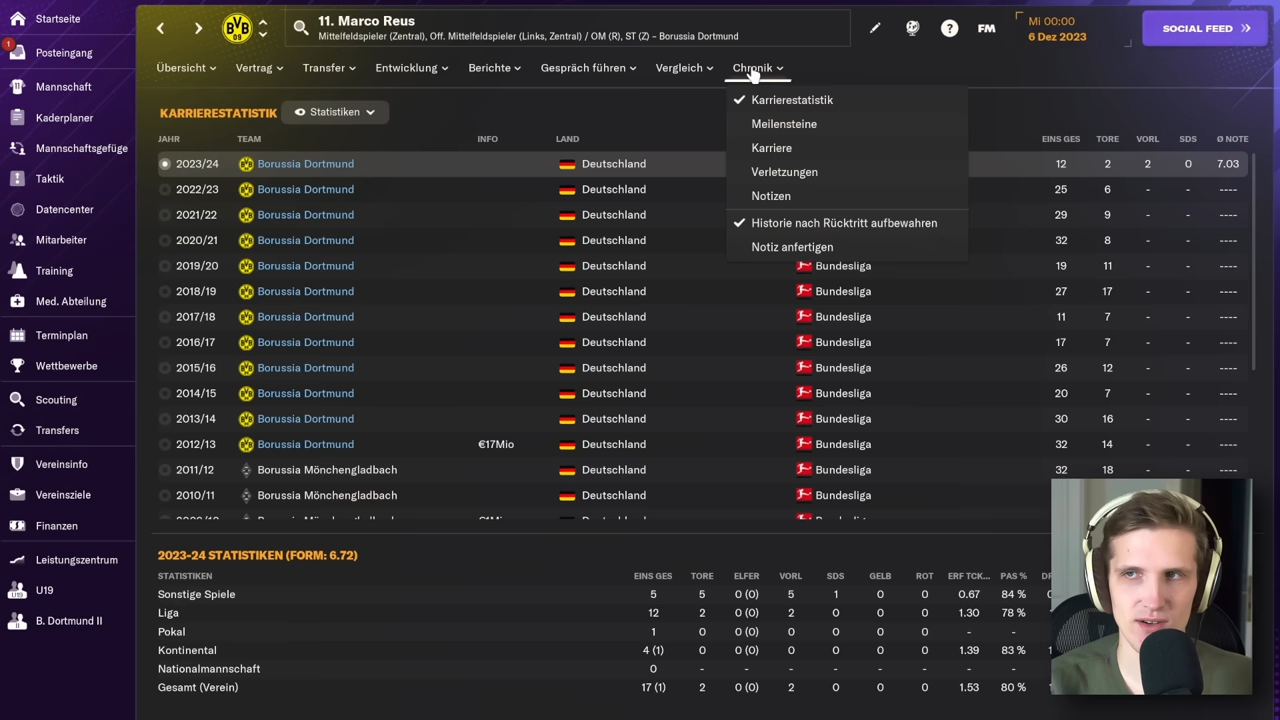 Startseite
1
Posteingang
Mannschaft
Kaderplaner
Mannschaftsgefüge
Taktik
Datencenter
Mitarbeiter
Training
Med. Abteilung
Terminplan
Wettbewerbe
Scouting
Transfers
Vereinsinfo
Vereinsziele
Finanzen
Leistungszentrum
U19
B. Dortmund II
BVB 09
11. Marco Reus
Mittelfeldspieler (Zentral), Off. Mittelfeldspieler (Links, Zentral) / OM (R), ST (Z) – Borussia Dortmund
?
FM
Mi 00:00
6 Dez 2023
SOCIAL FEED
Übersicht Vertrag Transfer Entwicklung Berichte Gespräch führen Vergleich Chronik
Karrierestatistik
Meilensteine
Karriere
Verletzungen
Notizen
Historie nach Rücktritt aufbewahren
Notiz anfertigen
KARRIERESTATISTIK Statistiken
JAHR TEAM INFO LAND EINS GES TORE VORL SDS Ø NOTE
2023/24 Borussia Dortmund Deutschland 12 2 2 0 7.03
2022/23 Borussia Dortmund Deutschland 25 6 - - ----
2021/22 Borussia Dortmund Deutschland 29 9 - - ----
2020/21 Borussia Dortmund Deutschland 32 8 - - ----
2019/20 Borussia Dortmund Deutschland Bundesliga 19 11 - - ----
2018/19 Borussia Dortmund Deutschland Bundesliga 27 17 - - ----
2017/18 Borussia Dortmund Deutschland Bundesliga 11 7 - - ----
2016/17 Borussia Dortmund Deutschland Bundesliga 17 7 - - ----
2015/16 Borussia Dortmund Deutschland Bundesliga 26 12 - - ----
2014/15 Borussia Dortmund Deutschland Bundesliga 20 7 - - ----
2013/14 Borussia Dortmund Deutschland Bundesliga 30 16 - - ----
2012/13 Borussia Dortmund €17Mio Deutschland Bundesliga 32 14 - - ----
2011/12 Borussia Mönchengladbach Deutschland Bundesliga 32 18 - - ----
2010/11 Borussia Mönchengladbach Deutschland Bundesliga
2023-24 STATISTIKEN (FORM: 6.72)
STATISTIKEN EINS GES TORE ELFER VORL SDS GELB ROT ERF TCK... PAS %
Sonstige Spiele 5 5 0 (0) 5 1 0 0 0.67 84 %
Liga 12 2 0 (0) 2 0 0 0 1.30 78 %
Pokal 1 0 0 (0) 0 0 0 0 - -
Kontinental 4 (1) 0 0 (0) 0 0 0 0 1.39 83 %
Nationalmannschaft 0 - - - - - - - -
Gesamt (Verein) 17 (1) 2 0 (0) 2 0 0 0 1.53 80 %